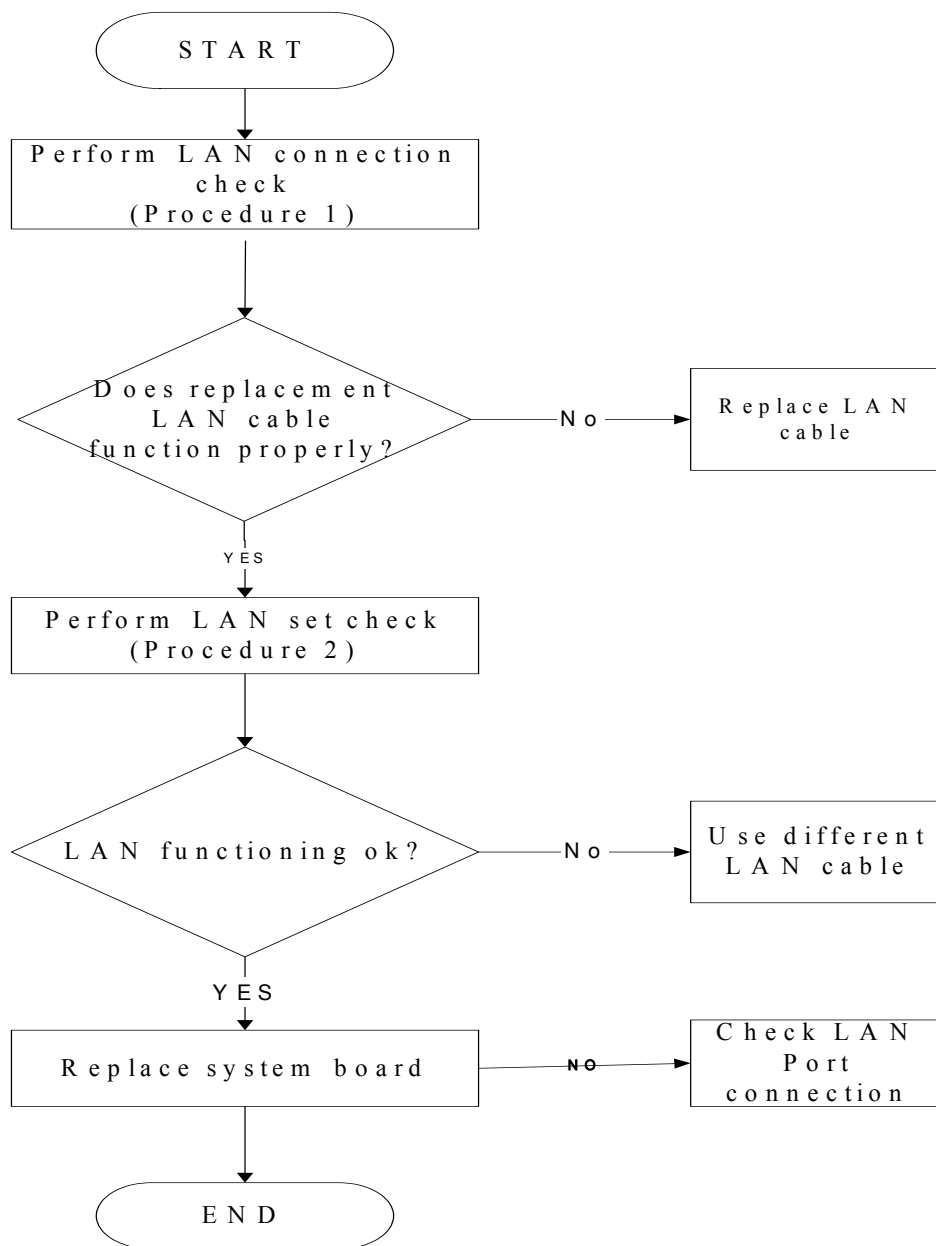 START
Perform LAN connection
check
(Procedure 1)
Does replacement
LAN cable
function properly?
No
Replace LAN
cable
YES
Perform LAN set check
(Procedure 2)
LAN functioning ok?
No
Use different
LAN cable
YES
Replace system board
NO
Check LAN
Port
connection
END